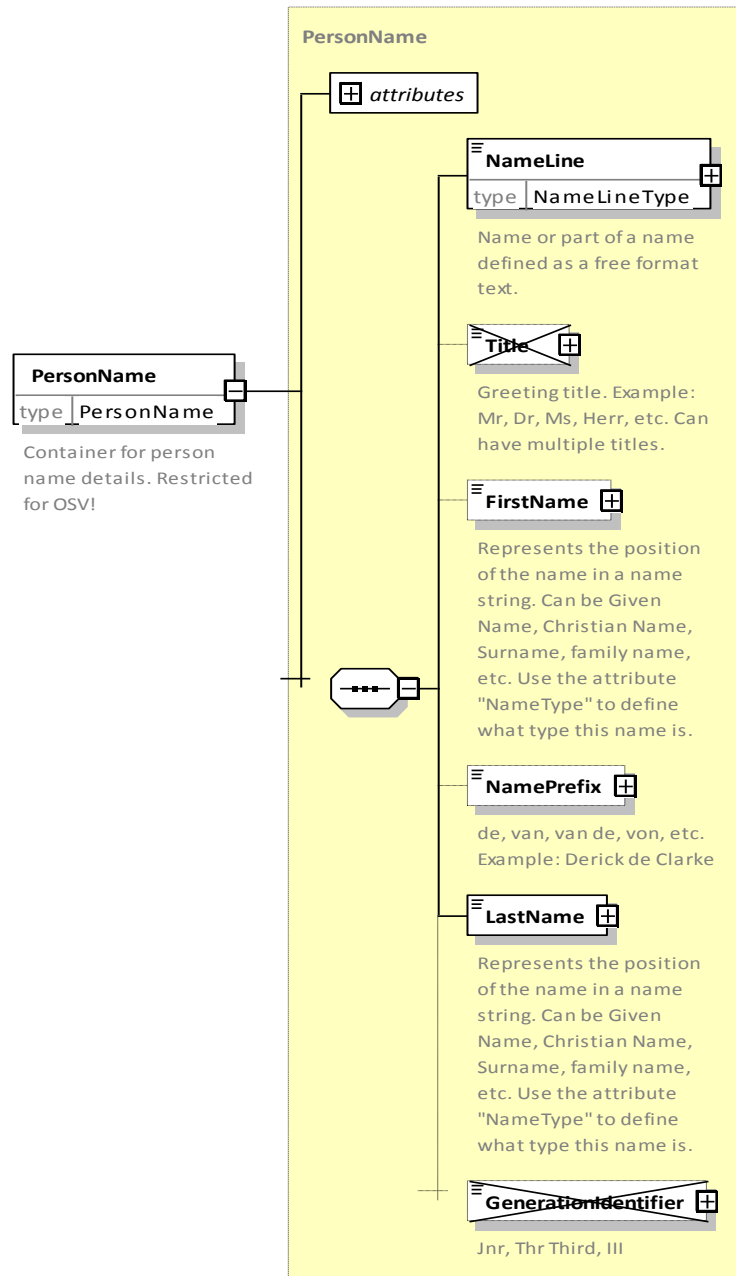 PersonName
attributes
NameLine
type NameLineType
Name or part of a name
defined as a free format
text.
Title
Greeting title. Example:
Mr, Dr, Ms, Herr, etc. Can
have multiple titles.
PersonName
type PersonName
Container for person
name details. Restricted
for OSV!
FirstName
Represents the position
of the name in a name
string. Can be Given
Name, Christian Name,
Surname, family name,
etc. Use the attribute
"NameType" to define
what type this name is.
NamePrefix
de, van, van de, von, etc.
Example: Derick de Clarke
LastName
Represents the position
of the name in a name
string. Can be Given
Name, Christian Name,
Surname, family name,
etc. Use the attribute
"NameType" to define
what type this name is.
GenerationIdentifier
Jnr, Thr Third, III